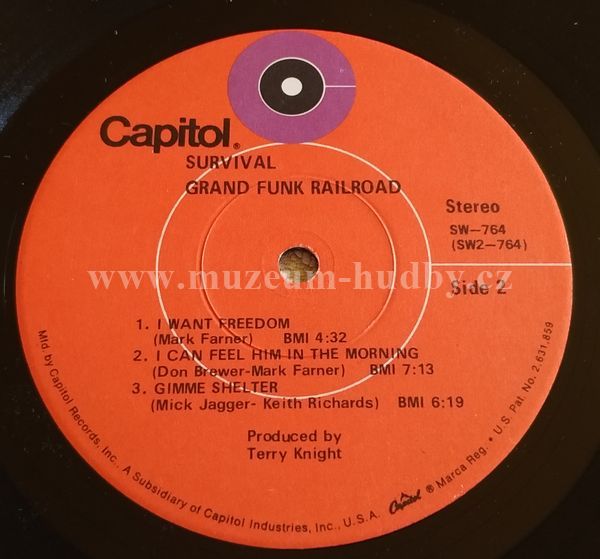 Capitol®
SURVIVAL
GRAND FUNK RAILROAD
Stereo
SW–764
(SW2–764)
www.muzeum-hudby.cz
Side 2
1. I WANT FREEDOM
(Mark Farner) BMI 4:32
2. I CAN FEEL HIM IN THE MORNING
(Don Brewer-Mark Farner) BMI 7:13
3. GIMME SHELTER
(Mick Jagger- Keith Richards) BMI 6:19
Produced by
Terry Knight
Mfd. by Capitol Records, Inc., A Subsidiary of Capitol Industries, Inc., U.S.A. Capitol ® Marca Reg. • U.S. Pat. No. 2,631,859